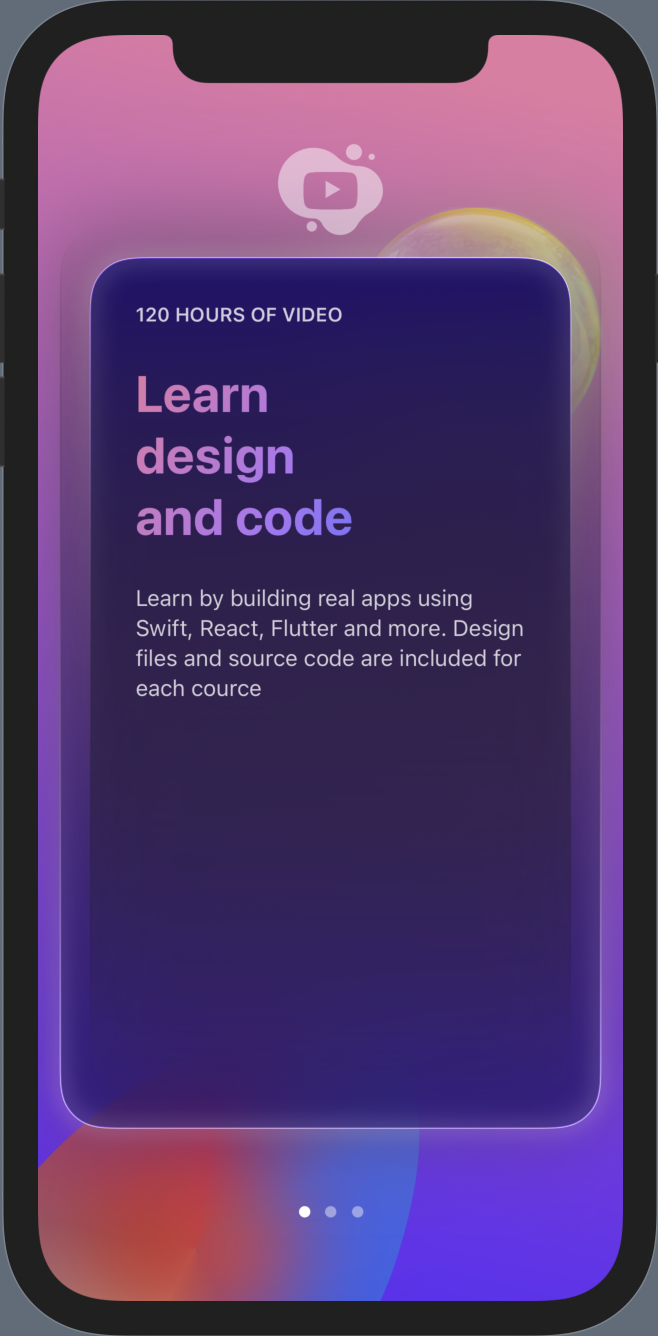 120 HOURS OF VIDEO
Learn
design
and code
Learn by building real apps using
Swift, React, Flutter and more. Design
files and source code are included for
each cource